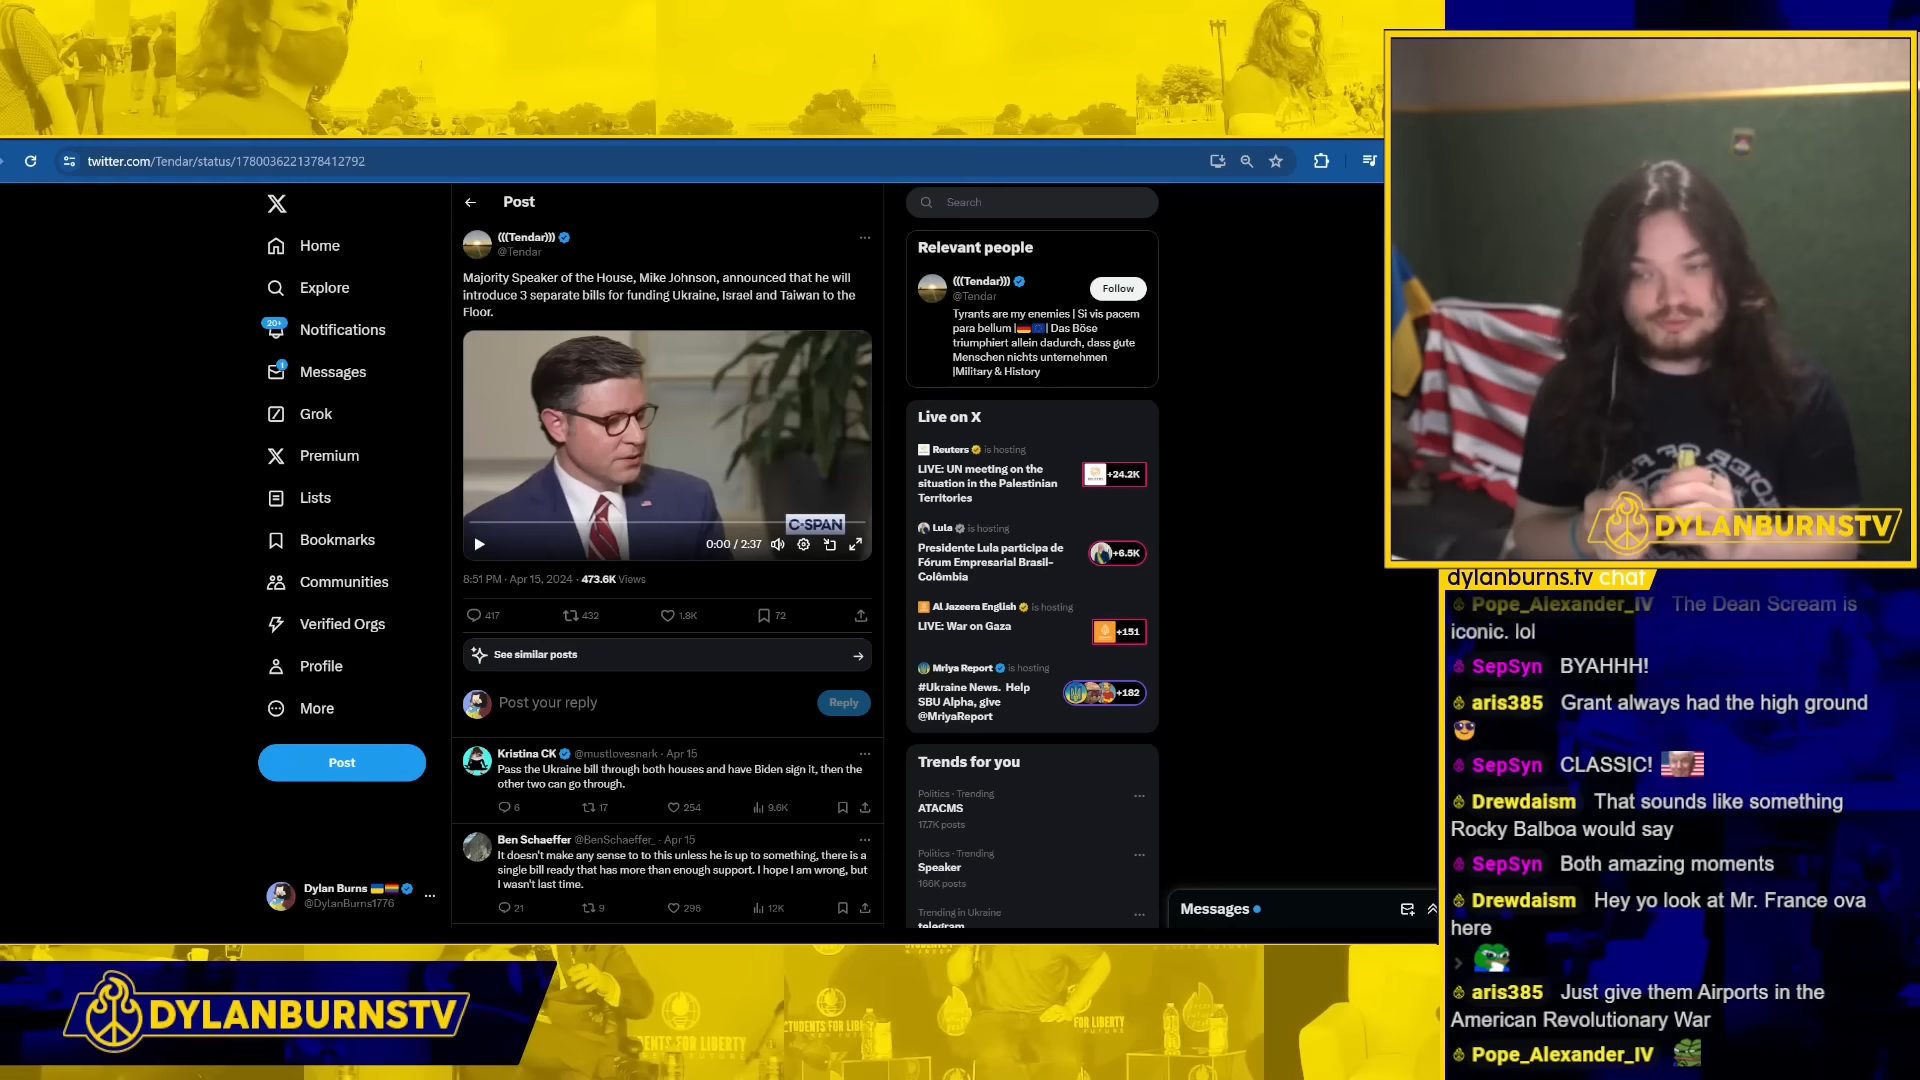 twitter.com/Tendar/status/1780036221378412792
Home
Explore
20+
Notifications
1
Messages
Grok
Premium
Lists
Bookmarks
Communities
Verified Orgs
Profile
More
Post
Dylan Burns
@DylanBurns1776
Post
(((Tendar)))
@Tendar
Majority Speaker of the House, Mike Johnson, announced that he will
introduce 3 separate bills for funding Ukraine, Israel and Taiwan to the
Floor.
C-SPAN
0:00 / 2:37
8:51 PM · Apr 15, 2024 · 473.6K Views
417
432
1.8K
72
See similar posts
Post your reply
Reply
Kristina CK @mustlovesnark · Apr 15
Pass the Ukraine bill through both houses and have Biden sign it, then the
other two can go through.
6
17
254
9.6K
Ben Schaeffer @BenSchaeffer_ · Apr 15
It doesn't make any sense to to this unless he is up to something, there is a
single bill ready that has more than enough support. I hope I am wrong, but
I wasn't last time.
21
9
298
12K
Search
Relevant people
(((Tendar)))
@Tendar
Follow
Tyrants are my enemies | Si vis pacem
para bellum | | Das Böse
triumphiert allein dadurch, dass gute
Menschen nichts unternehmen
|Military & History
Live on X
Reuters is hosting
LIVE: UN meeting on the
situation in the Palestinian
Territories
+24.2K
Lula is hosting
Presidente Lula participa de
Fórum Empresarial Brasil-
Colômbia
+6.5K
Al Jazeera English is hosting
LIVE: War on Gaza
+151
Mriya Report is hosting
#Ukraine News. Help
SBU Alpha, give
@MriyaReport
+182
Trends for you
Politics · Trending
ATACMS
17.7K posts
Politics · Trending
Speaker
166K posts
Trending in Ukraine
telegram
Messages
DYLANBURNSTV
dylanburns.tv chat
Pope_Alexander_IV The Dean Scream is
iconic. lol
SepSyn BYAHHH!
aris385 Grant always had the high ground
SepSyn CLASSIC!
Drewdaism That sounds like something
Rocky Balboa would say
SepSyn Both amazing moments
Drewdaism Hey yo look at Mr. France ova
here
aris385 Just give them Airports in the
American Revolutionary War
Pope_Alexander_IV
DYLANBURNSTV
FOR LIBERTY